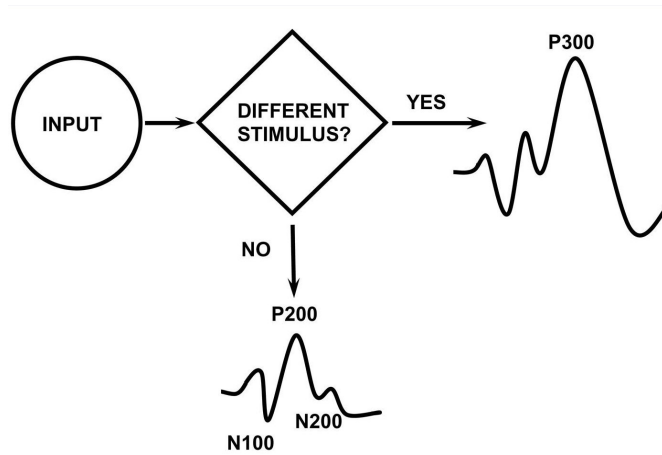 P300
INPUT
DIFFERENT
STIMULUS?
YES
NO
P200
N100
N200